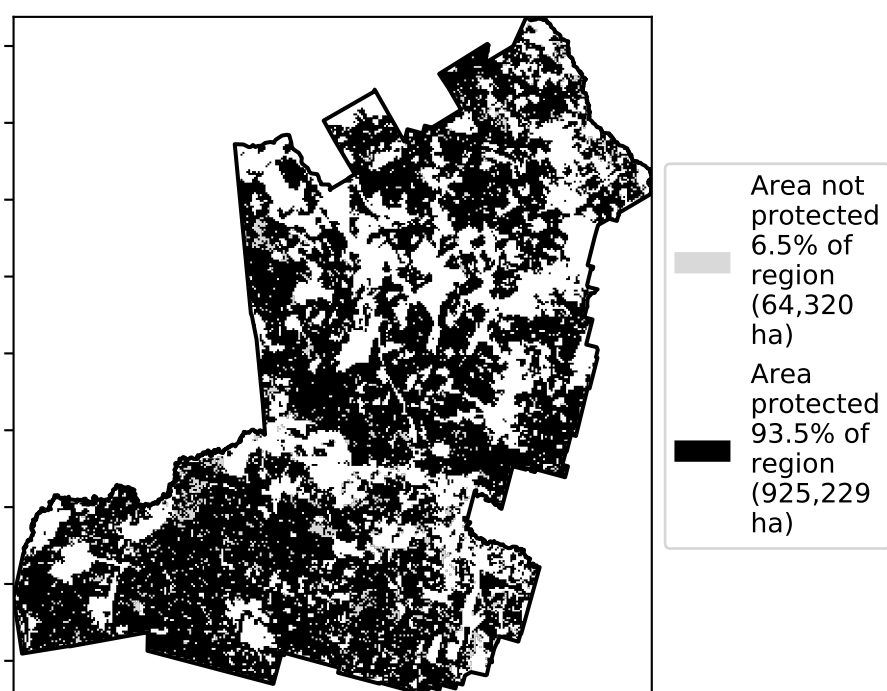 Area not
protected
6.5% of
region
(64,320
ha)
Area
protected
93.5% of
region
(925,229
ha)